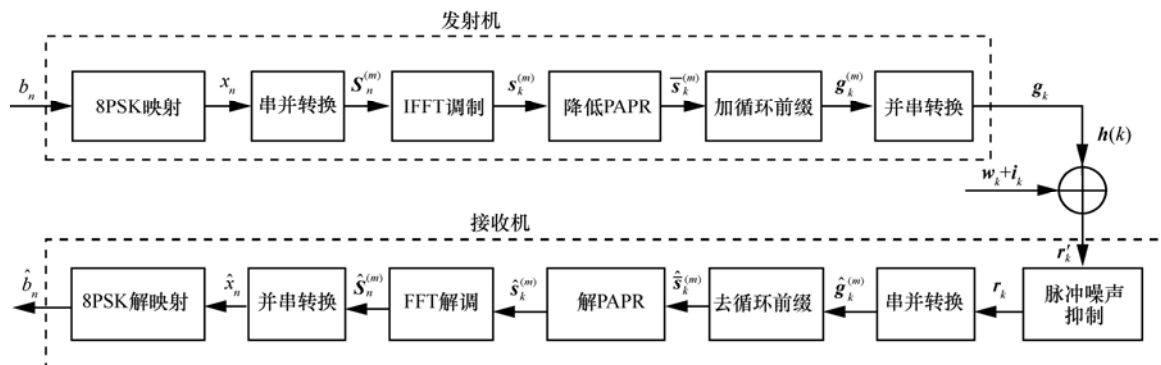 发射机
b_n
8PSK映射
x_n
串并转换
S_n^(m)
IFFT调制
s_k^(m)
降低PAPR
s̅_k^(m)
加循环前缀
g_k^(m)
并串转换
g_k
h(k)
w_k+i_k
r′_k
接收机
b̂_n
8PSK解映射
x̂_n
并串转换
Ŝ_n^(m)
FFT解调
ŝ_k^(m)
解PAPR
s̅̂_k^(m)
去循环前缀
ĝ_k^(m)
串并转换
r_k
脉冲噪声
抑制